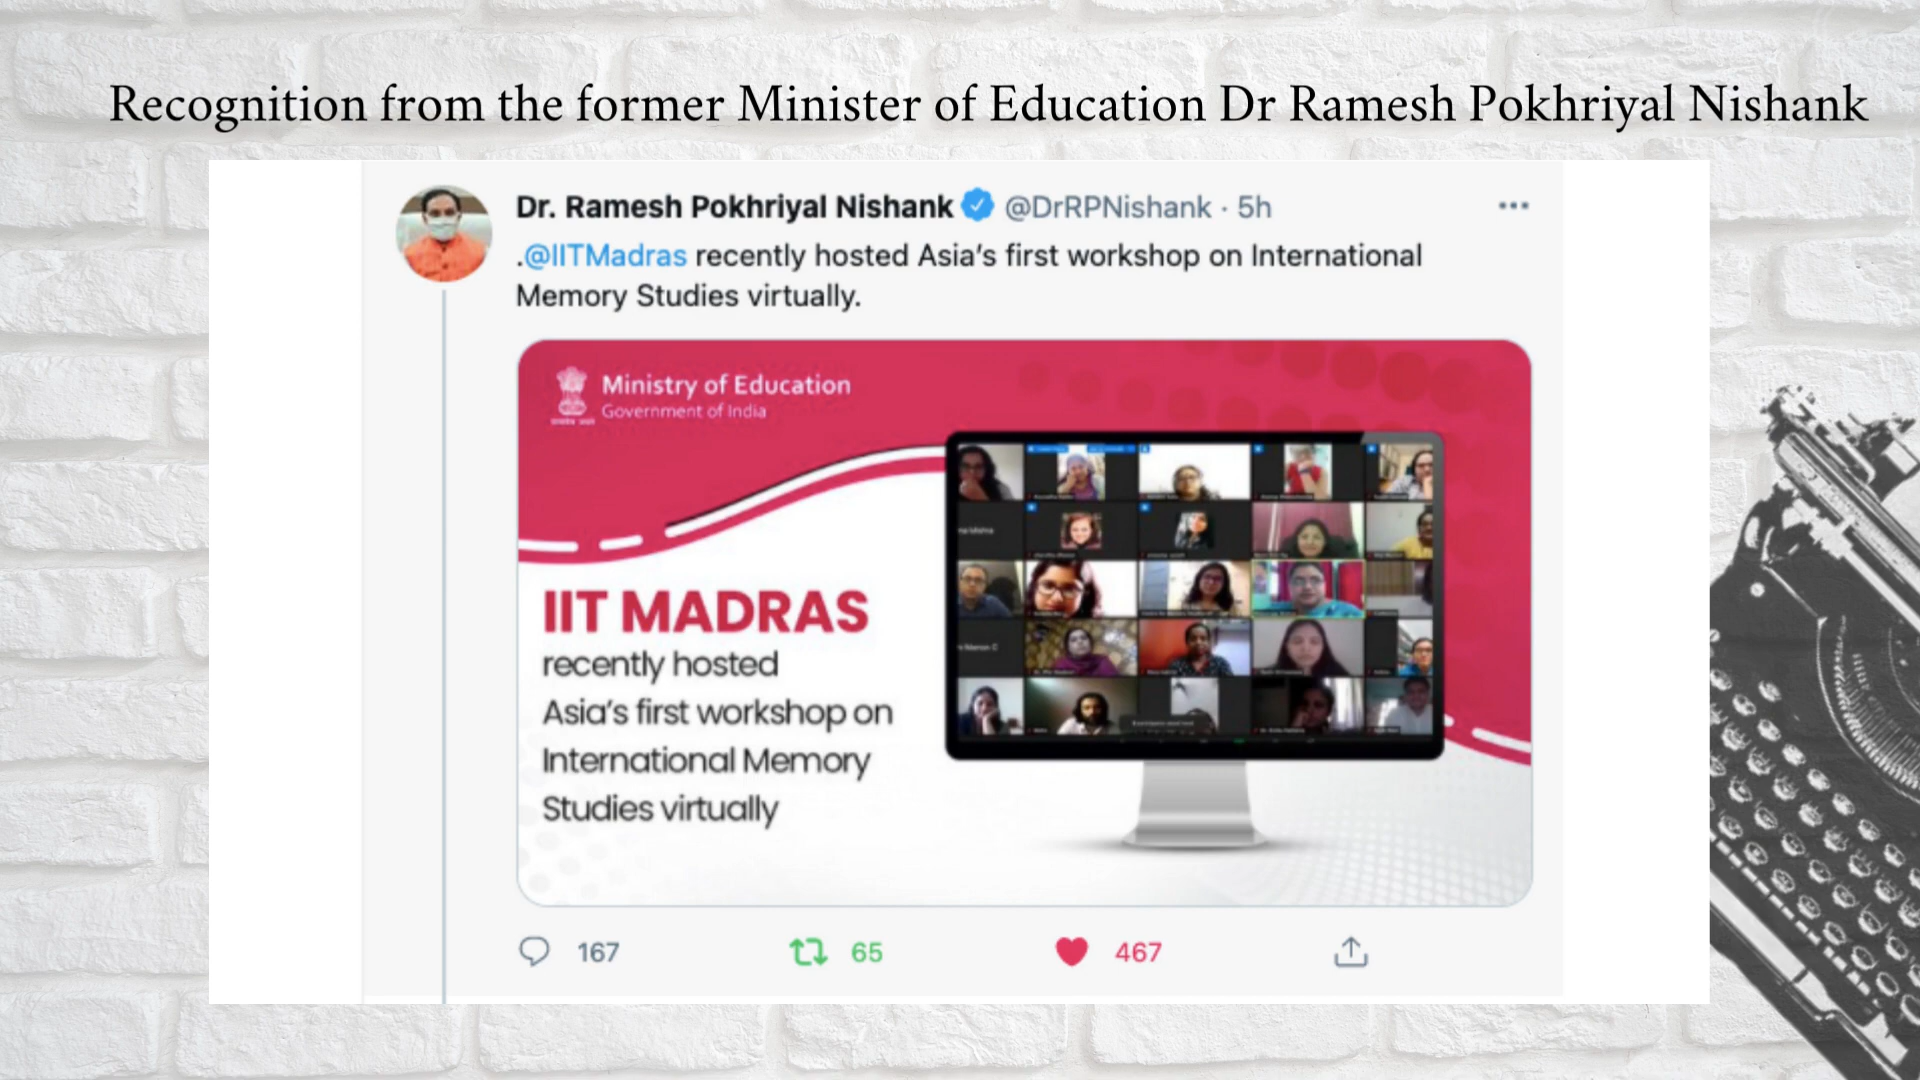 Recognition from the former Minister of Education Dr Ramesh Pokhriyal Nishank
Dr. Ramesh Pokhriyal Nishank @DrRPNishank · 5h
.@IITMadras recently hosted Asia's first workshop on International
Memory Studies virtually.
Ministry of Education
Government of India
IIT MADRAS
recently hosted
Asia's first workshop on
International Memory
Studies virtually
167 65 467